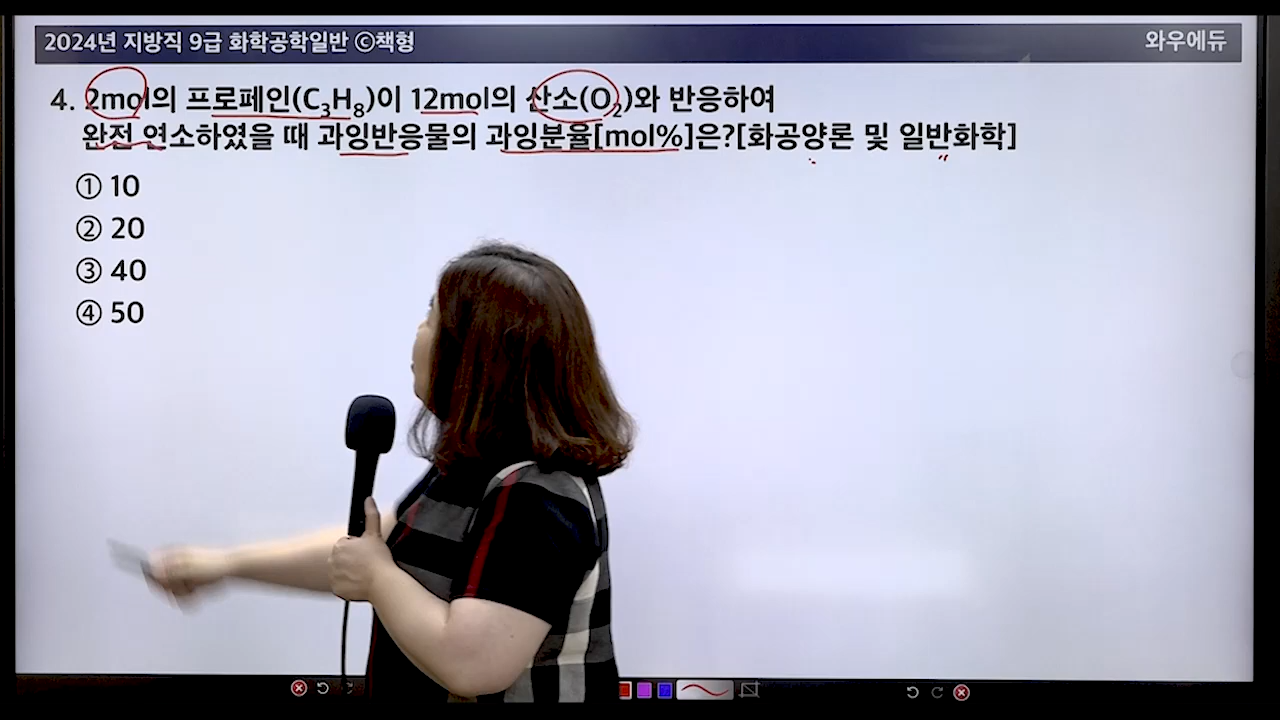 2024년 지방직 9급 화학공학일반 ⓒ책형
와우에듀
4. 2mol의 프로페인(C₃H₈)이 12mol의 산소(O₂)와 반응하여
완전 연소하였을 때 과잉반응물의 과잉분율[mol%]은?[화공양론 및 일반화학]
① 10
② 20
③ 40
④ 50